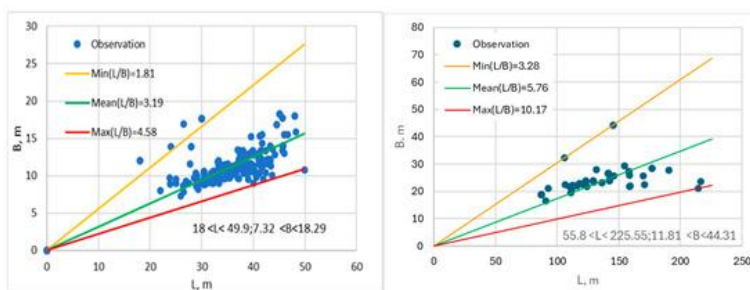 30
25
20
15
10
5
0
B, m
Observation
Min(L/B)=1.81
Mean(L/B)=3.19
Max(L/B)=4.58
18 <L< 49.9;7.32 <B<18.29
0 10 20 30 40 50 60
L, m
80
70
60
50
40
30
20
10
0
B, m
Observation
Min(L/B)=3.28
Mean(L/B)=5.76
Max(L/B)=10.17
55.8 <L< 225.55;11.81 <B<44.31
0 50 100 150 200 250
L, m